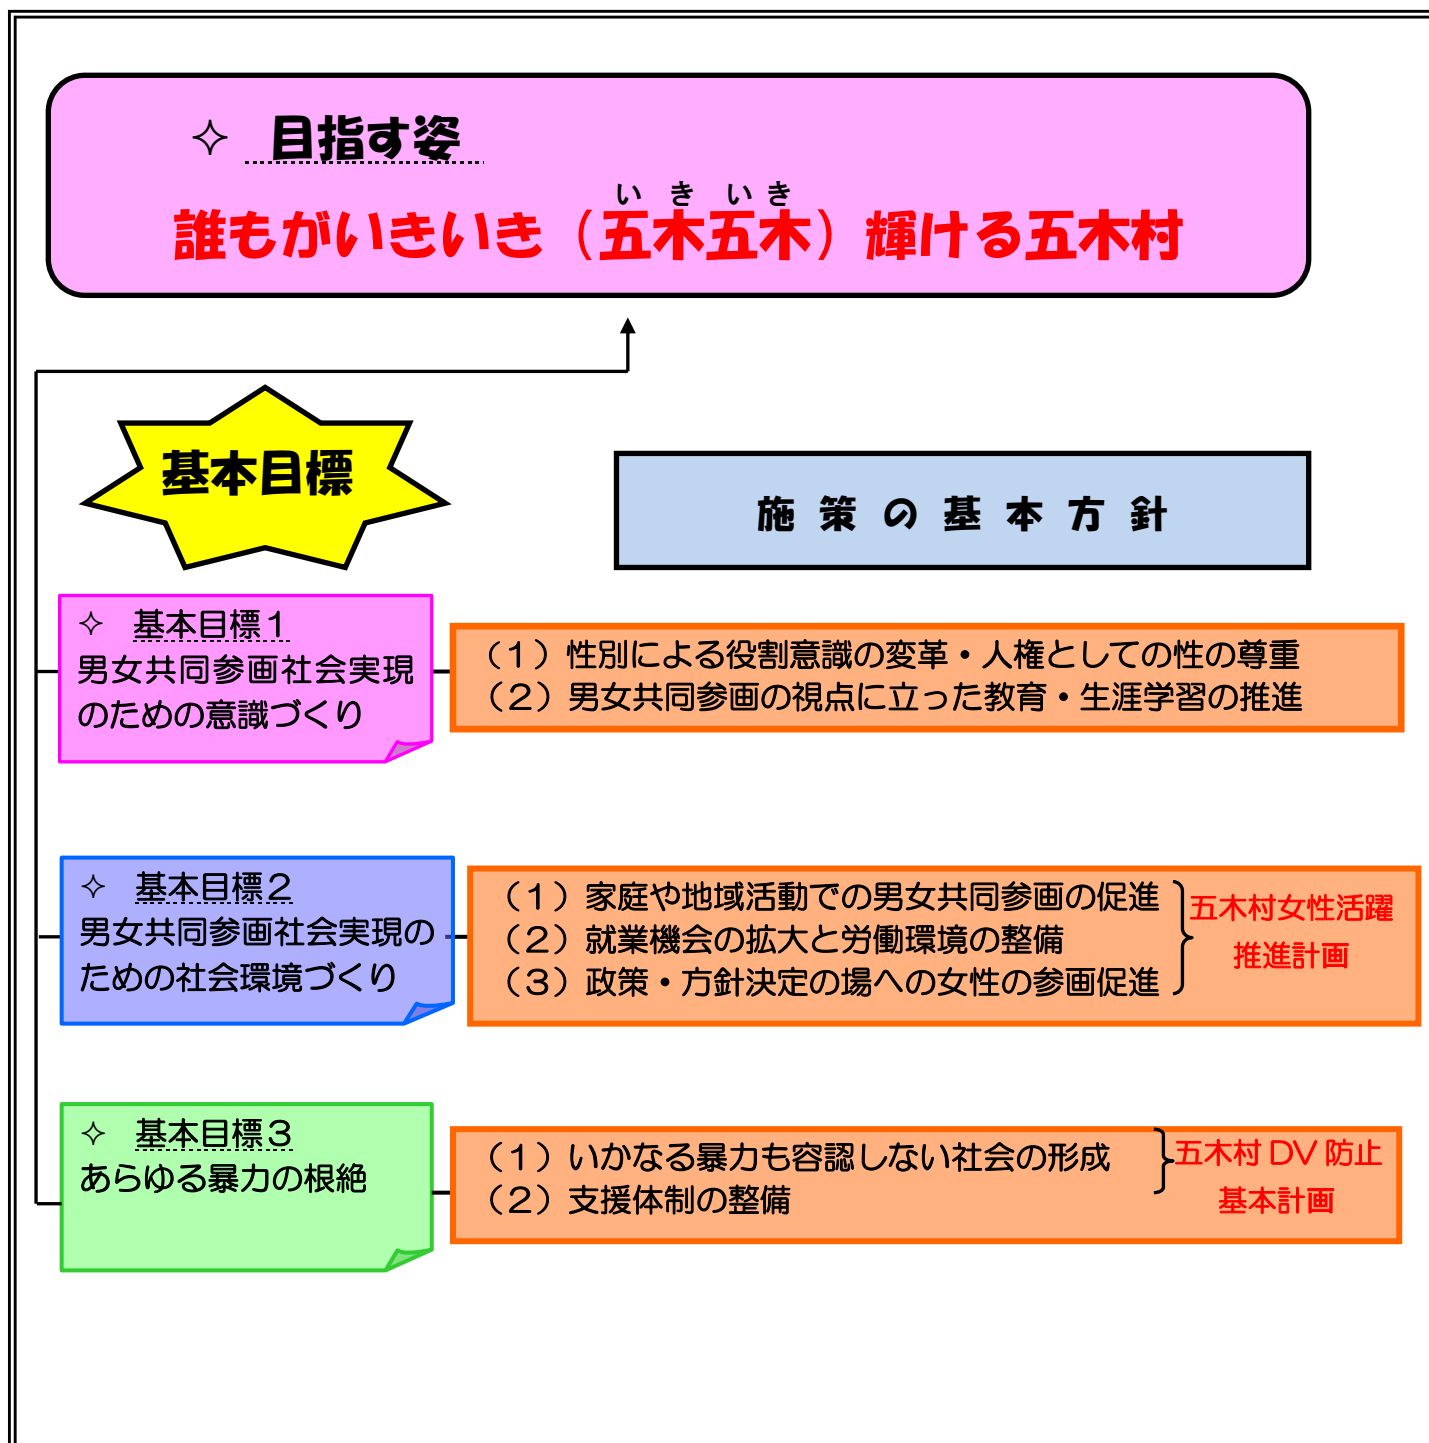 ✧ 目指す姿
いきいき
誰もがいきいき（五木五木）輝ける五木村
基本目標
施策の基本方針
✧ 基本目標１
男女共同参画社会実現
のための意識づくり
（１）性別による役割意識の変革・人権としての性の尊重
（２）男女共同参画の視点に立った教育・生涯学習の推進
✧ 基本目標２
男女共同参画社会実現の
ための社会環境づくり
（１）家庭や地域活動での男女共同参画の促進
（２）就業機会の拡大と労働環境の整備
（３）政策・方針決定の場への女性の参画促進
五木村女性活躍
推進計画
✧ 基本目標３
あらゆる暴力の根絶
（１）いかなる暴力も容認しない社会の形成
（２）支援体制の整備
五木村 DV 防止
基本計画